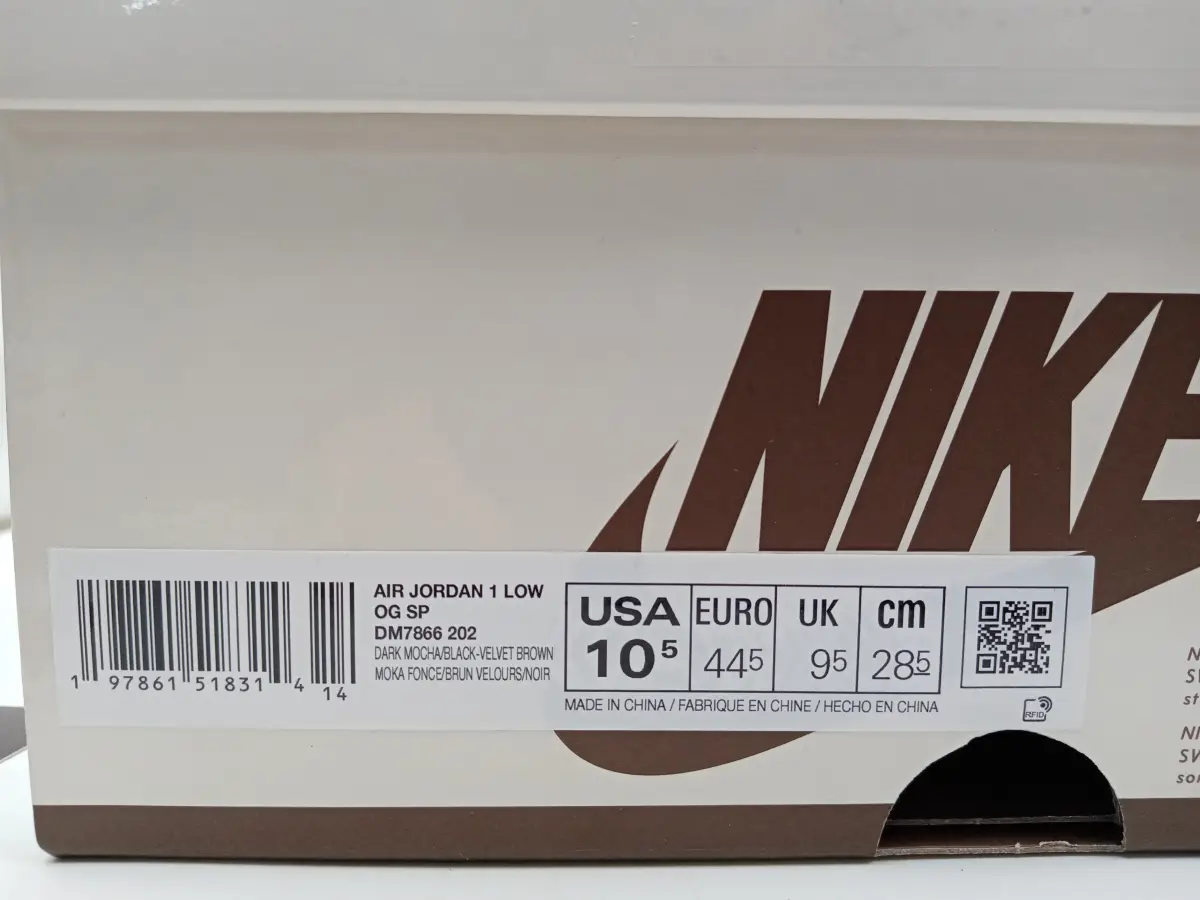 NIKE
1 97861 51831 4 14
AIR JORDAN 1 LOW
OG SP
DM7866 202
DARK MOCHA/BLACK-VELVET BROWN
MOKA FONCE/BRUN VELOURS/NOIR
USA EURO UK cm
10⁵ 44⁵ 9⁵ 28⁵
MADE IN CHINA / FABRIQUE EN CHINE / HECHO EN CHINA
RFID